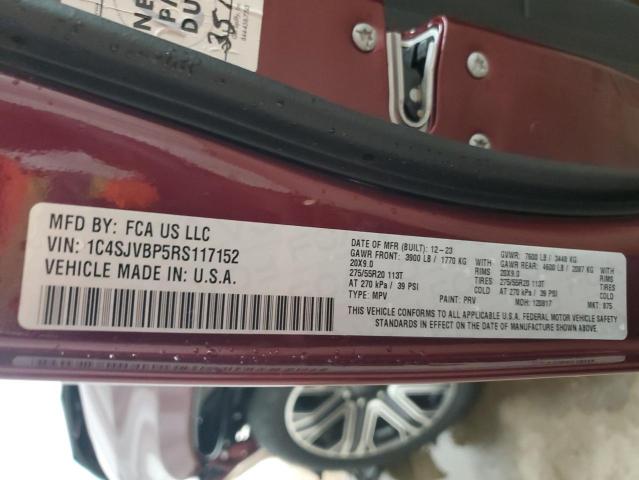 NE
PA
DU
357
MFD BY: FCA US LLC
VIN: 1C4SJVBP5RS117152
VEHICLE MADE IN: U.S.A.
DATE OF MFR (BUILT): 12-23 GVWR: 7600 LB / 3448 KG
GAWR FRONT: 3900 LB / 1770 KG WITH GAWR REAR: 4600 LB / 2087 KG WITH
20X9.0 RIMS 20X9.0 RIMS
275/55R20 113T TIRES 275/55R20 113T TIRES
AT 270 kPa / 39 PSI COLD AT 270 kPa / 39 PSI COLD
TYPE: MPV PAINT: PRV MDH: 120817 MKT: 875
THIS VEHICLE CONFORMS TO ALL APPLICABLE U.S.A. FEDERAL MOTOR VEHICLE SAFETY
STANDARDS IN EFFECT ON THE DATE OF MANUFACTURE SHOWN ABOVE.